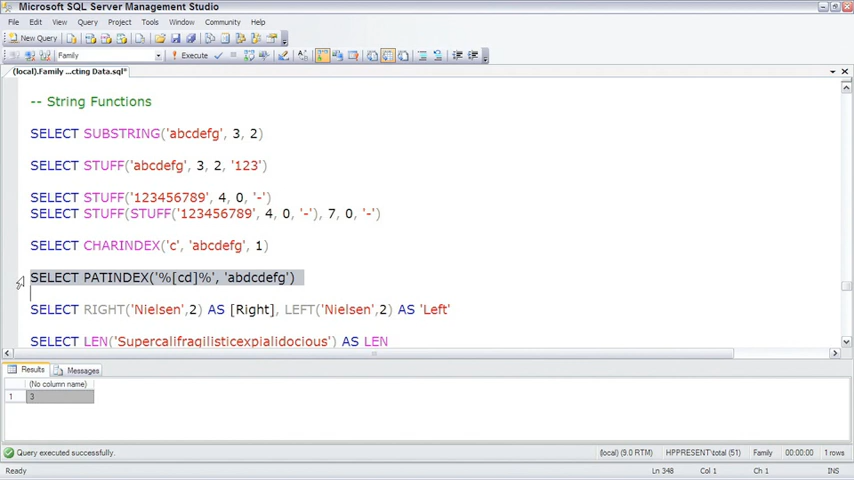 Microsoft SQL Server Management Studio
File Edit View Query Project Tools Window Community Help
New Query
Family Execute
(local).Family ...cting Data.sql*
-- String Functions
SELECT SUBSTRING('abcdefg', 3, 2)
SELECT STUFF('abcdefg', 3, 2, '123')
SELECT STUFF('123456789', 4, 0, '-')
SELECT STUFF(STUFF('123456789', 4, 0, '-'), 7, 0, '-')
SELECT CHARINDEX('c', 'abcdefg', 1)
SELECT PATINDEX('%[cd]%', 'abdcdefg')
SELECT RIGHT('Nielsen',2) AS [Right], LEFT('Nielsen',2) AS 'Left'
SELECT LEN('Supercalifragilisticexpialidocious') AS LEN
Results Messages
(No column name)
1 3
Query executed successfully. (local) (9.0 RTM) HPPRESENT\total (51) Family 00:00:00 1 rows
Ready Ln 348 Col 1 Ch 1 INS